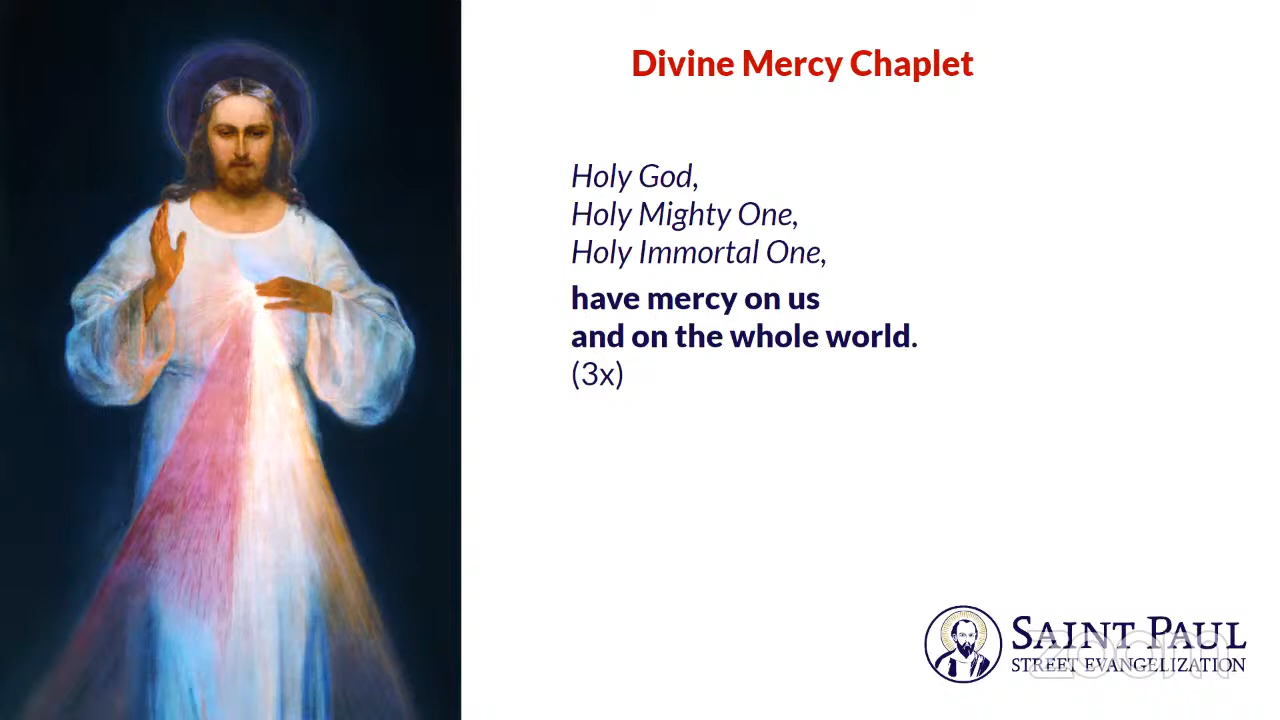 Divine Mercy Chaplet
Holy God,
Holy Mighty One,
Holy Immortal One,
have mercy on us
and on the whole world.
(3x)
SAINT PAUL
zoom
STREET EVANGELIZATION